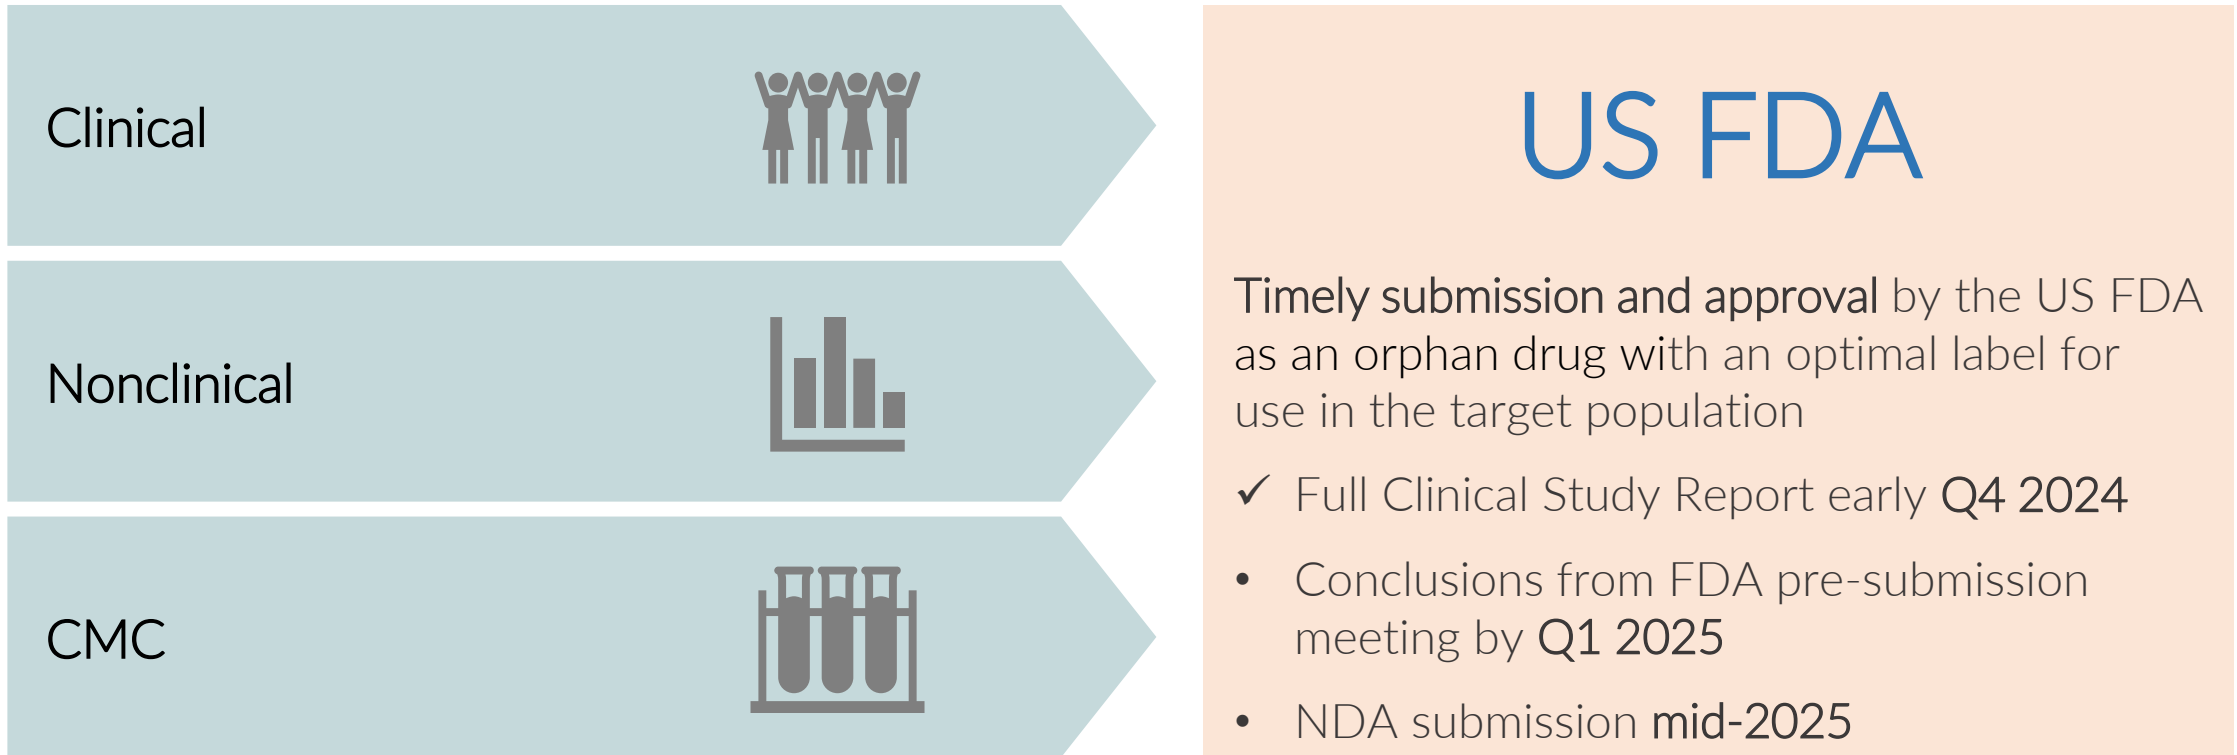 Clinical
Nonclinical
CMC
US FDA
Timely submission and approval by the US FDA
as an orphan drug with an optimal label for
use in the target population
✓ Full Clinical Study Report early Q4 2024
• Conclusions from FDA pre-submission
meeting by Q1 2025
• NDA submission mid-2025